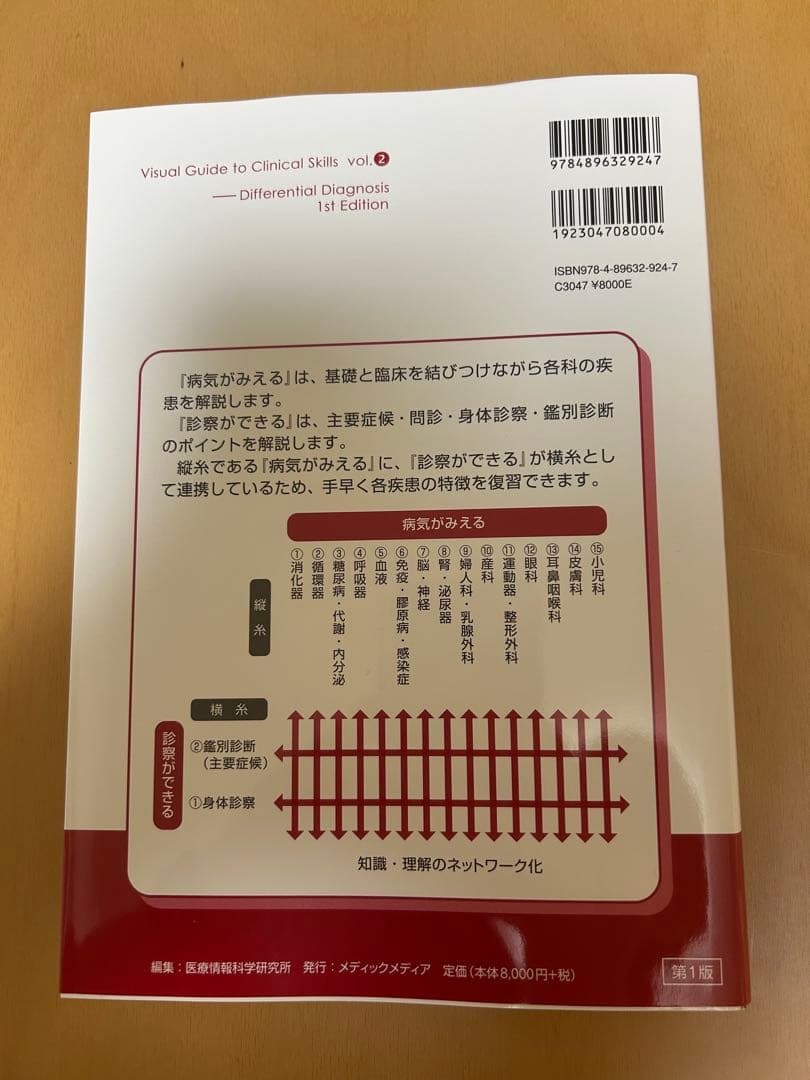 Visual Guide to Clinical Skills vol.❷
— Differential Diagnosis
1st Edition
9784896329247
1923047080004
ISBN978-4-89632-924-7
C3047 ¥8000E
『病気がみえる』は、基礎と臨床を結びつけながら各科の疾
患を解説します。
『診察ができる』は、主要症候・問診・身体診察・鑑別診断
のポイントを解説します。
縦糸である『病気がみえる』に、『診察ができる』が横糸とし
て連携しているため、手早く各疾患の特徴を復習できます。
病気がみえる
①消化器
②循環器
③糖尿病・代謝・内分泌
④呼吸器
⑤血液
⑥免疫・膠原病・感染症
⑦脳・神経
⑧腎・泌尿器
⑨婦人科・乳腺外科
⑩産科
⑪運動器・整形外科
⑫眼科
⑬耳鼻咽喉科
⑭皮膚科
⑮小児科
縦糸
横糸
診察ができる
②鑑別診断
（主要症候）
①身体診察
知識・理解のネットワーク化
編集：医療情報科学研究所 発行：メディックメディア 定価（本体8,000円+税）
第1版